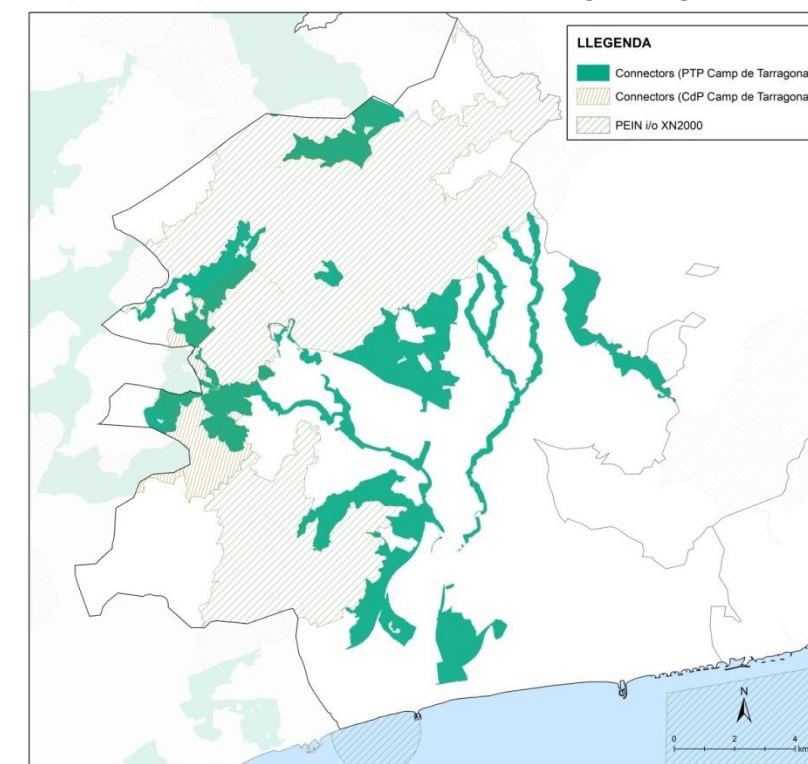 LLEGENDA
Connectors (PTP Camp de Tarragona
Connectors (CdP Camp de Tarragona
PEIN i/o XN2000
N
0 2 4
km